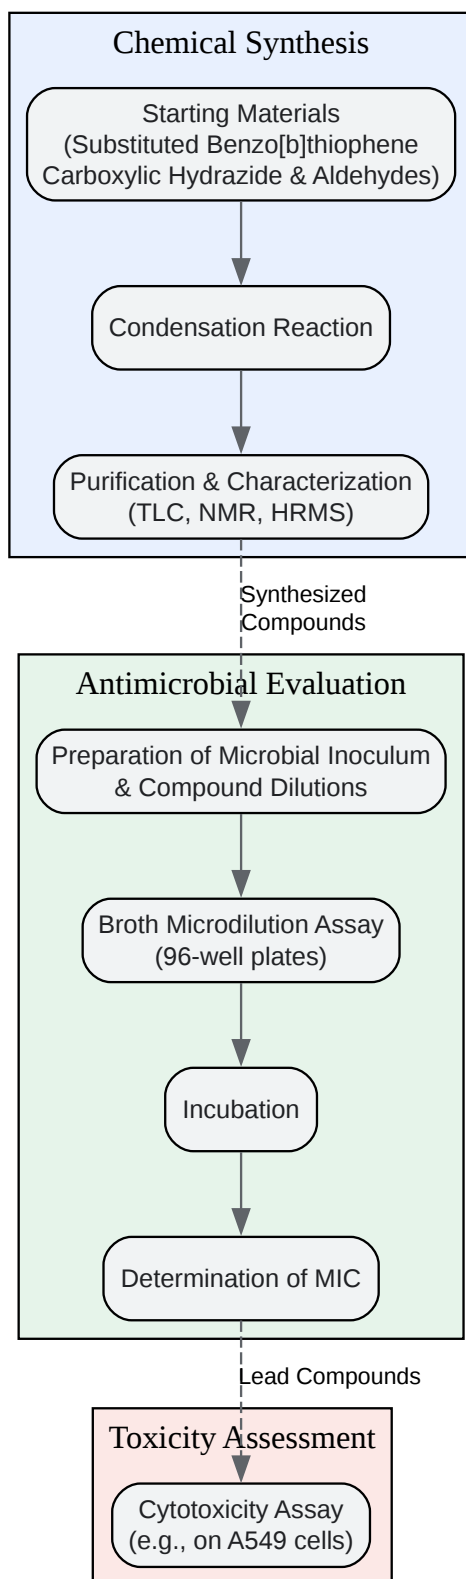 Chemical Synthesis
Starting Materials
(Substituted Benzo[b]thiophene
Carboxylic Hydrazide & Aldehydes)
Condensation Reaction
Purification & Characterization
(TLC, NMR, HRMS)
Synthesized
Compounds
Antimicrobial Evaluation
Preparation of Microbial Inoculum
& Compound Dilutions
Broth Microdilution Assay
(96-well plates)
Incubation
Determination of MIC
Lead Compounds
Toxicity Assessment
Cytotoxicity Assay
(e.g., on A549 cells)